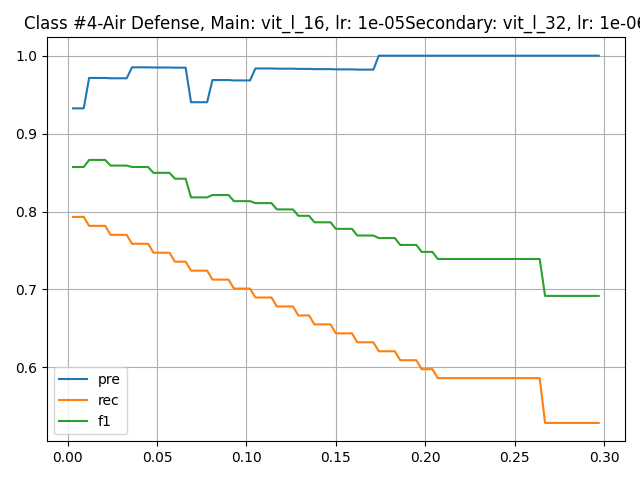 Class #4-Air Defense, Main: vit_l_16, lr: 1e-05Secondary: vit_l_32, lr: 1e-06
1.0
0.9
0.8
0.7
0.6
pre
rec
f1
0.00 0.05 0.10 0.15 0.20 0.25 0.30